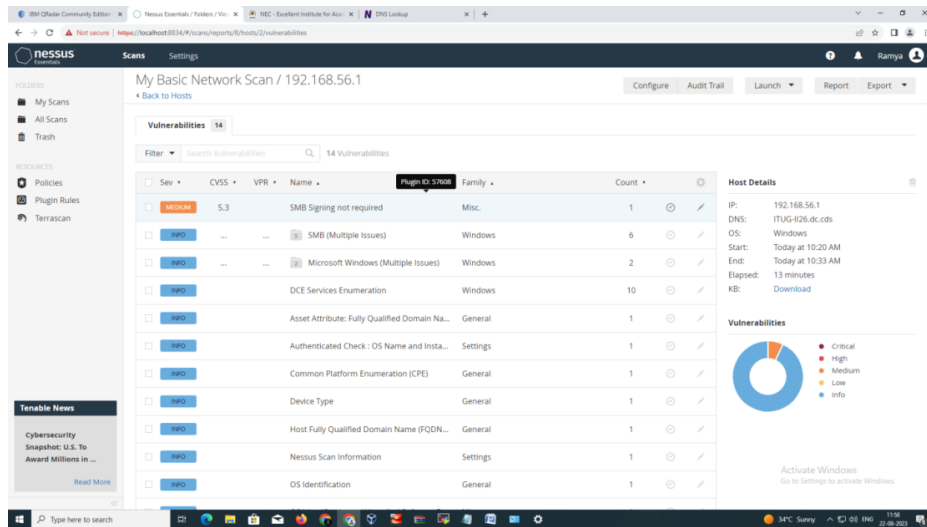 IBM QRadar Community Edition
Nessus Essentials / Folders / Vie
NEC - Excellent Institute for Aca
DNS Lookup
Not secure | https://localhost:8834/#/scans/reports/8/hosts/2/vulnerabilities
nessus Essentials
Scans Settings
Ramya
FOLDERS
My Scans
All Scans
Trash
RESOURCES
Policies
Plugin Rules
Terrascan
Tenable News
Cybersecurity
Snapshot: U.S. To
Award Millions in ...
Read More
My Basic Network Scan / 192.168.56.1
Back to Hosts
Configure Audit Trail Launch Report Export
Vulnerabilities 14
Filter Search Vulnerabilities 14 Vulnerabilities
Sev CVSS VPR Name Family Count
Plugin ID: 57608
MEDIUM 5.3 SMB Signing not required Misc. 1
INFO ... ... 5 SMB (Multiple Issues) Windows 6
INFO ... ... 2 Microsoft Windows (Multiple Issues) Windows 2
INFO DCE Services Enumeration Windows 10
INFO Asset Attribute: Fully Qualified Domain Na... General 1
INFO Authenticated Check : OS Name and Insta... Settings 1
INFO Common Platform Enumeration (CPE) General 1
INFO Device Type General 1
INFO Host Fully Qualified Domain Name (FQDN... General 1
INFO Nessus Scan Information Settings 1
INFO OS Identification General 1
Host Details
IP: 192.168.56.1
DNS: ITUG-II26.dc.cds
OS: Windows
Start: Today at 10:20 AM
End: Today at 10:33 AM
Elapsed: 13 minutes
KB: Download
Vulnerabilities
Critical
High
Medium
Low
Info
Activate Windows
Go to Settings to activate Windows.
Type here to search
34°C Sunny ENG 11:58
22-08-2023